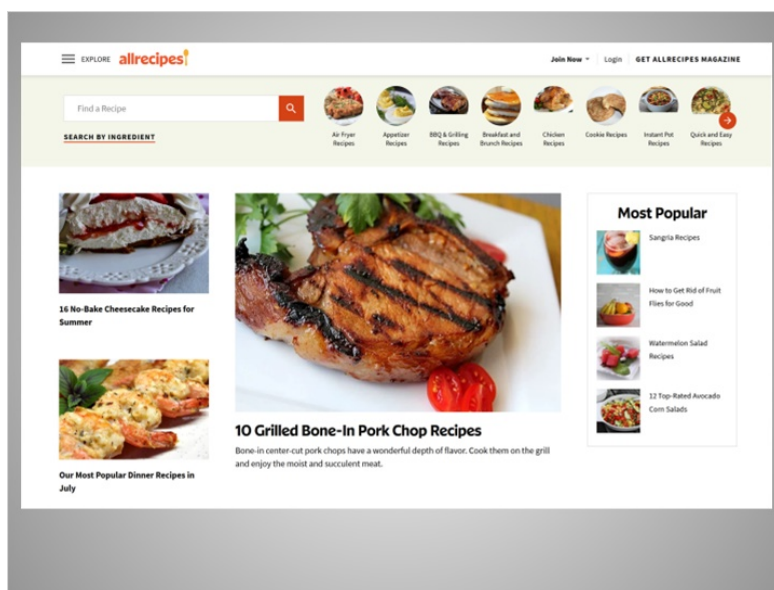 EXPLORE allrecipes
Join Now Login GET ALLRECIPES MAGAZINE
Find a Recipe
SEARCH BY INGREDIENT
Air Fryer
Recipes
Appetizer
Recipes
BBQ & Grilling
Recipes
Breakfast and
Brunch Recipes
Chicken
Recipes
Cookie Recipes
Instant Pot
Recipes
Quick and Easy
Recipes
16 No-Bake Cheesecake Recipes for
Summer
Our Most Popular Dinner Recipes in
July
10 Grilled Bone-In Pork Chop Recipes
Bone-in center-cut pork chops have a wonderful depth of flavor. Cook them on the grill
and enjoy the moist and succulent meat.
Most Popular
Sangria Recipes
How to Get Rid of Fruit
Flies for Good
Watermelon Salad
Recipes
12 Top-Rated Avocado
Corn Salads